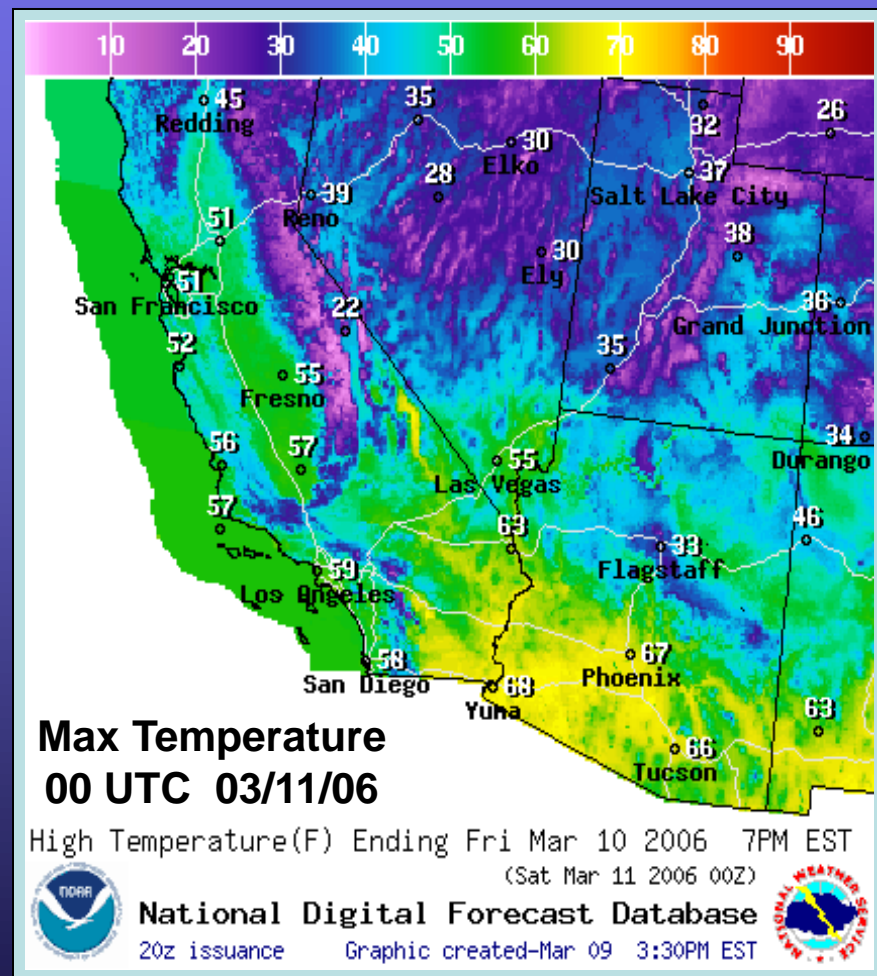 10 20 30 40 50 60 70 80 90
45
Redding
35
32
26
30
Elko
37
Salt Lake City
28
39
Reno
51
38
30
Ely
51
San Francisco
22
36
Grand Jundtion
52
35
55
Fresno
34
Durango
56
57
55
Las Vegas
57
63
46
33
Flagstaff
59
Los Angeles
67
Phoenix
58
San Diego
68
Yuma
63
66
Tucson
Max Temperature
00 UTC 03/11/06
High Temperature(F) Ending Fri Mar 10 2006 7PM EST
(Sat Mar 11 2006 00Z)
noaa
National Digital Forecast Database
20z issuance Graphic created-Mar 09 3:30PM EST
NATIONAL WEATHER SERVICE